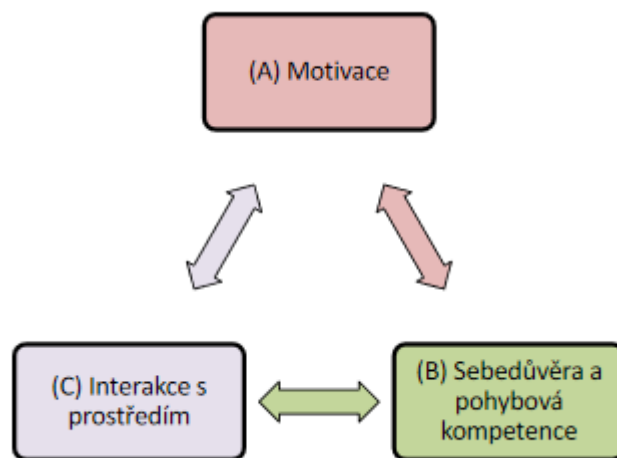 (A) Motivace
(C) Interakce s
prostředím
(B) Sebedůvěra a
pohybová
kompetence